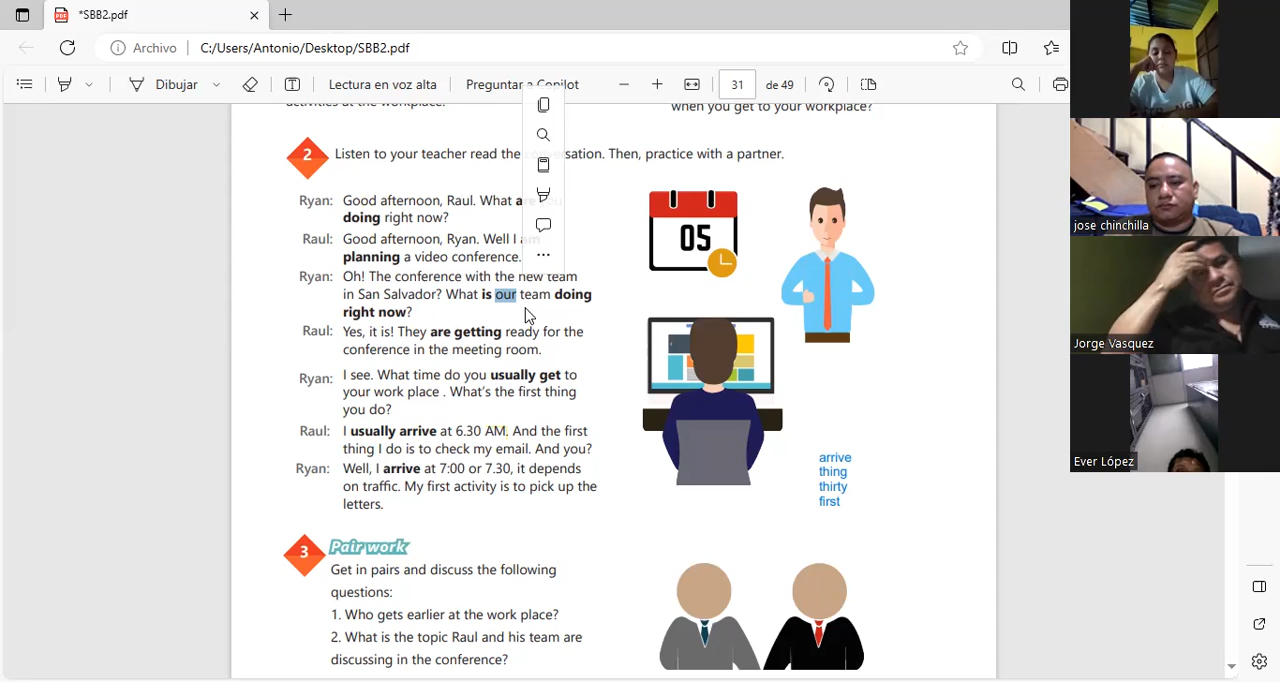 *SBB2.pdf
Archivo
C:/Users/Antonio/Desktop/SBB2.pdf
Dibujar
Lectura en voz alta
Preguntar a Copilot
31
de 49
activities at the workplace.
when you get to your workplace?
2
Listen to your teacher read the conversation. Then, practice with a partner.
Ryan: Good afternoon, Raul. What are you
doing right now?
Raul: Good afternoon, Ryan. Well I am
planning a video conference.
Ryan: Oh! The conference with the new team
in San Salvador? What is our team doing
right now?
Raul: Yes, it is! They are getting ready for the
conference in the meeting room.
Ryan: I see. What time do you usually get to
your work place . What's the first thing
you do?
Raul: I usually arrive at 6.30 AM. And the first
thing I do is to check my email. And you?
Ryan: Well, I arrive at 7:00 or 7.30, it depends
on traffic. My first activity is to pick up the
letters.
05
arrive
thing
thirty
first
3
Pair work
Get in pairs and discuss the following
questions:
1. Who gets earlier at the work place?
2. What is the topic Raul and his team are
discussing in the conference?
jose chinchilla
Jorge Vasquez
Ever López